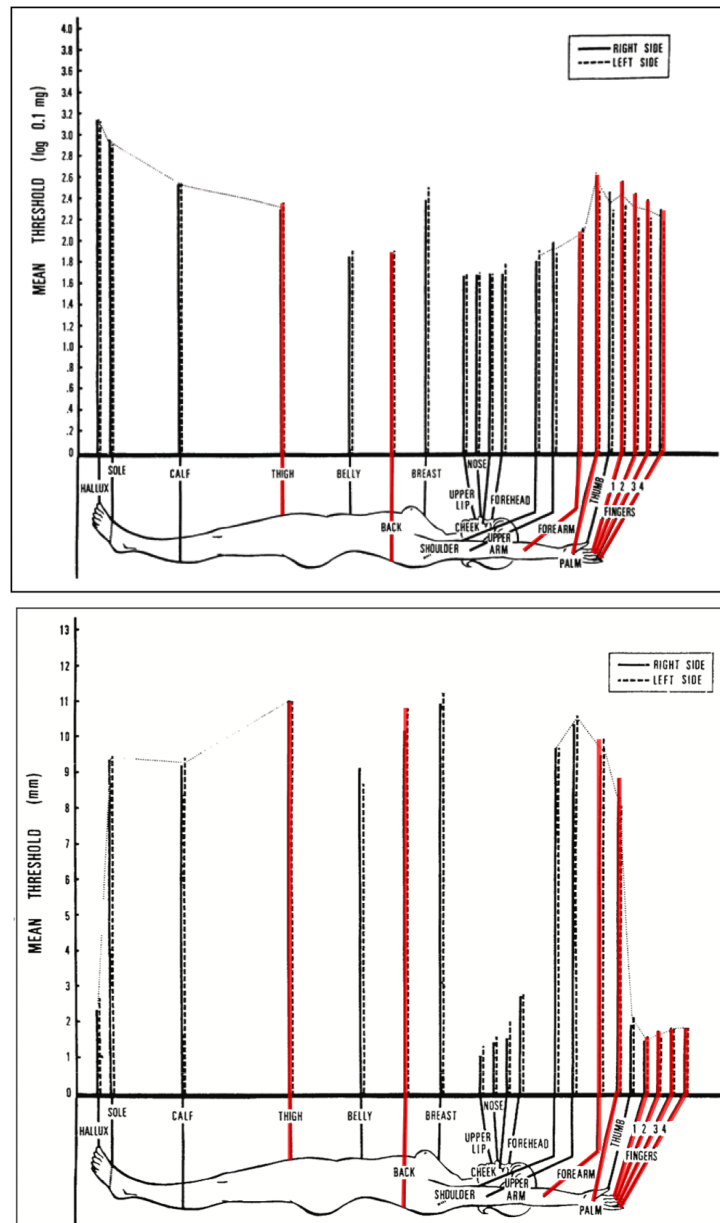 4.0
3.8
3.6
3.4
3.2
3.0
2.8
2.6
2.4
2.2
2.0
1.8
1.6
1.4
1.2
1.0
.8
.6
.4
.2
0
MEAN THRESHOLD (log 0.1 mg)
RIGHT SIDE
LEFT SIDE
HALLUX
SOLE
CALF
THIGH
BELLY
BACK
BREAST
SHOULDER
UPPER
LIP
NOSE
CHEEK
FOREHEAD
UPPER
ARM
FOREARM
PALM
THUMB
1 2 3 4
FINGERS
13
12
11
10
9
8
7
6
5
4
3
2
1
0
MEAN THRESHOLD (mm)
RIGHT SIDE
LEFT SIDE
HALLUX
SOLE
CALF
THIGH
BELLY
BACK
BREAST
SHOULDER
UPPER
LIP
NOSE
CHEEK
FOREHEAD
UPPER
ARM
FOREARM
PALM
THUMB
1 2 3 4
FINGERS